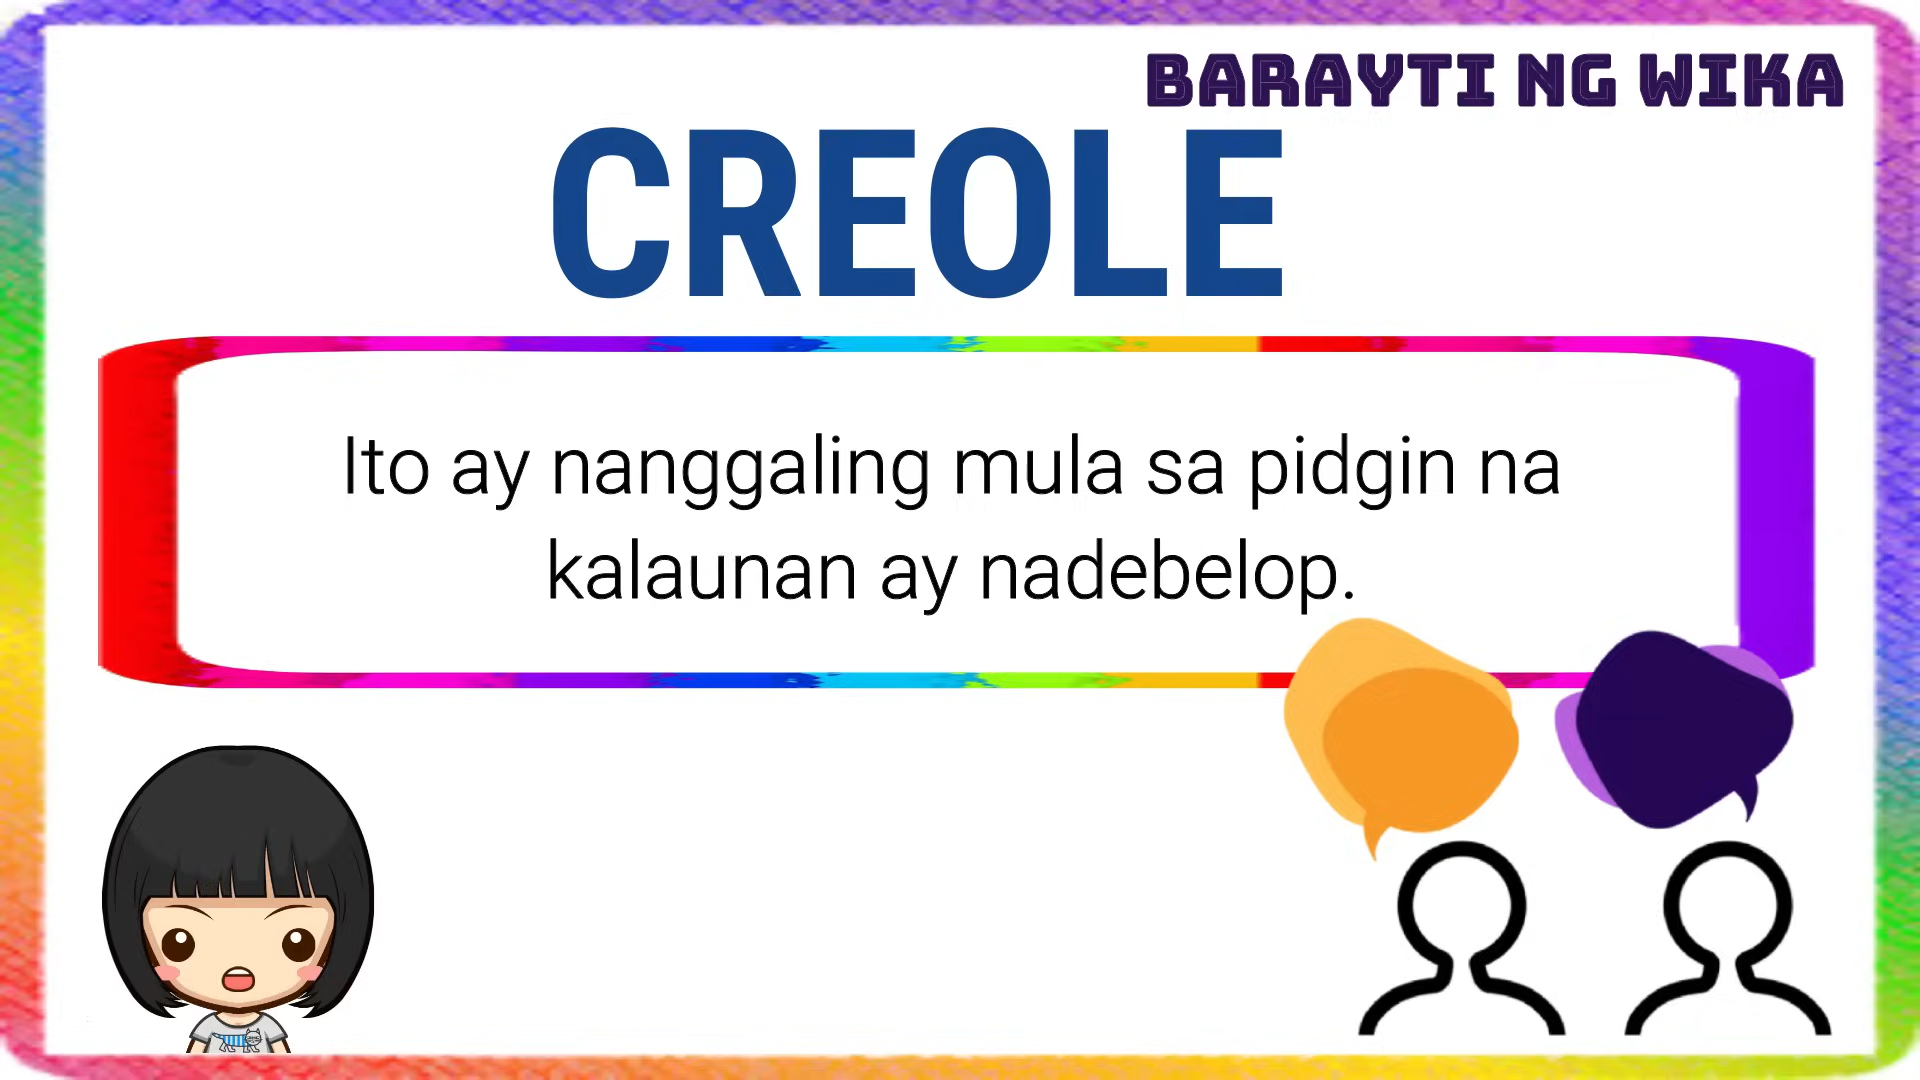 BARAYTI NG WIKA
CREOLE
Ito ay nanggaling mula sa pidgin na
kalaunan ay nadebelop.